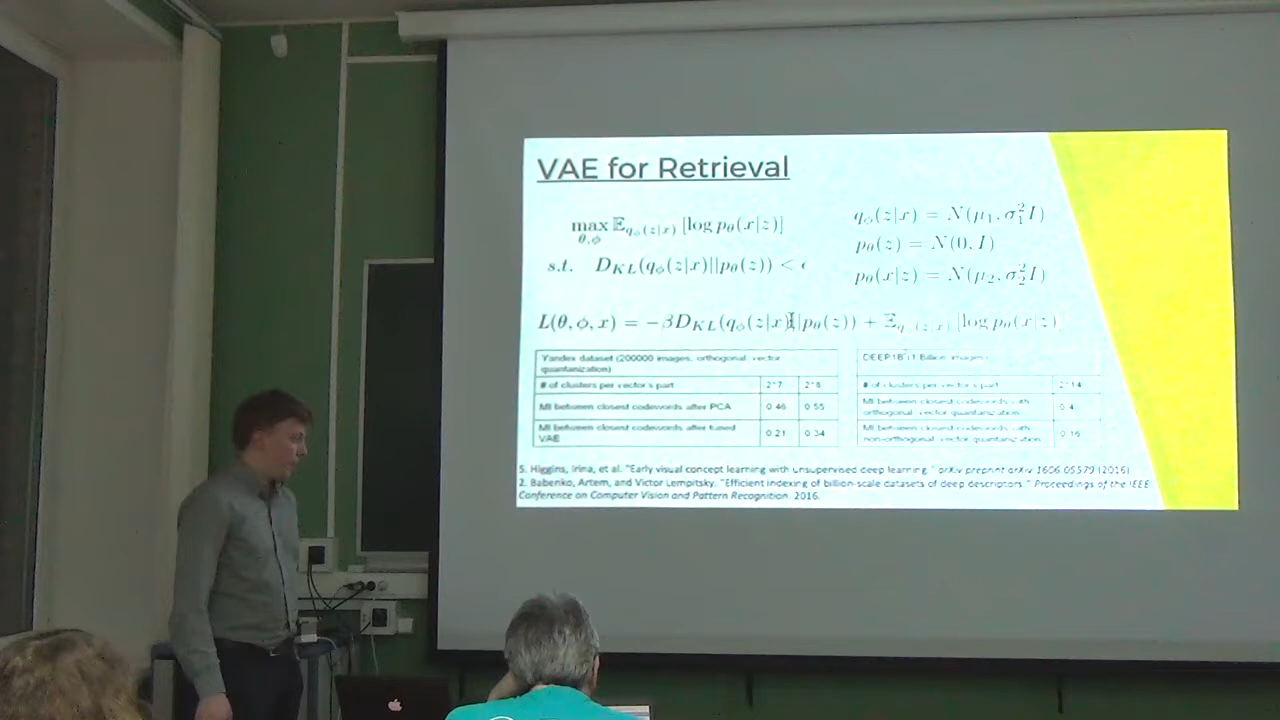 VAE for Retrieval
max_{θ,ϕ} 𝔼_{q_ϕ(z|x)} [log p_θ(x|z)]
s.t. D_{KL}(q_ϕ(z|x)||p_θ(z)) < ϵ
q_ϕ(z|x) = N(μ_1, σ_1^2 I)
p_θ(z) = N(0, I)
p_θ(x|z) = N(μ_2, σ_2^2 I)
L(θ, ϕ, x) = −βD_{KL}(q_ϕ(z|x)||p_θ(z)) + 𝔼_{q_ϕ(z|x)} [log p_θ(x|z)]
Yandex dataset (200000 images, orthogonal vector
quantanization)
# of clusters per vector's part 2^7 2^8
MI between closest codewords after PCA 0.46 0.55
MI between closest codewords after tuned
VAE 0.21 0.34
DEEP1B (1 Billion images)
# of clusters per vector's part 2^14
MI between closest codewords with
orthogonal vector quantanization 0.4
MI between closest codewords with
non-orthogonal vector quantanization 0.16
5. Higgins, Irina, et al. "Early visual concept learning with unsupervised deep learning." arXiv preprint arXiv:1606.05579 (2016)
2. Babenko, Artem, and Victor Lempitsky. "Efficient indexing of billion-scale datasets of deep descriptors." Proceedings of the IEEE
Conference on Computer Vision and Pattern Recognition. 2016.